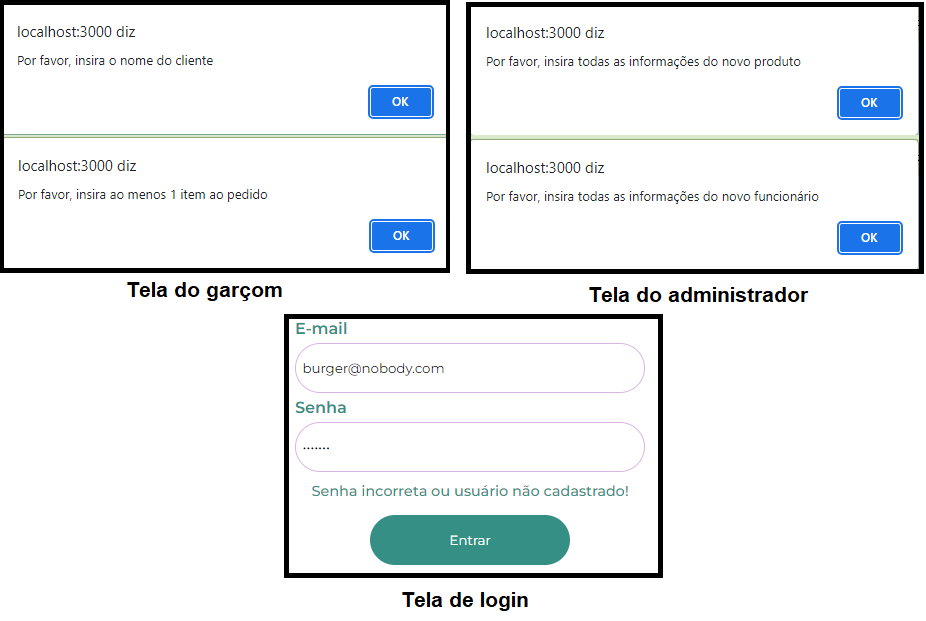 localhost:3000 diz
Por favor, insira o nome do cliente
OK
localhost:3000 diz
Por favor, insira ao menos 1 item ao pedido
OK
Tela do garçom
localhost:3000 diz
Por favor, insira todas as informações do novo produto
OK
localhost:3000 diz
Por favor, insira todas as informações do novo funcionário
OK
Tela do administrador
E-mail
burger@nobody.com
Senha
.......
Senha incorreta ou usuário não cadastrado!
Entrar
Tela de login